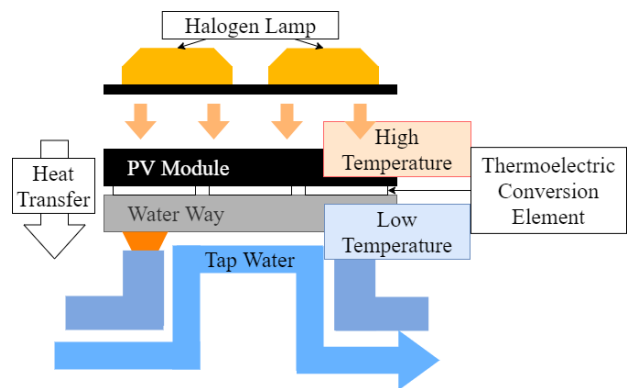 Halogen Lamp
High
Temperature
PV Module
Heat
Transfer
Thermoelectric
Conversion
Element
Water Way
Low
Temperature
Tap Water